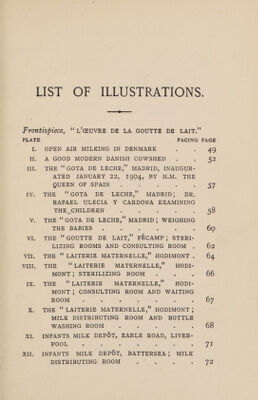 LIST OF ILLUSTRATIONS.
Frontispiece, "L'ŒUVRE DE LA GOUTTE DE LAIT."
PLATE FACING PAGE
I. OPEN AIR MILKING IN DENMARK . . 49
II. A GOOD MODERN DANISH COWSHED . . 52
III. THE "GOTA DE LECHE," MADRID, INAUGUR-
ATED JANUARY 22, 1904, BY H.M. THE
QUEEN OF SPAIN . . . . 57
IV. THE "GOTA DE LECHE," MADRID; DR.
RAFAEL ULECIA Y CARDONA EXAMINING
THE CHILDREN . . . . 58
V. THE "GOTA DE LECHE," MADRID; WEIGHING
THE BABIES . . . . . 60
VI. THE "GOUTTE DE LAIT," FÉCAMP; STERI-
LIZING ROOMS AND CONSULTING ROOM . 62
VII. THE "LAITERIE MATERNELLE," HODIMONT . 64
VIII. THE "LAITERIE MATERNELLE," HODI-
MONT; STERILIZING ROOM . . . 66
IX. THE "LAITERIE MATERNELLE," HODI-
MONT; CONSULTING ROOM AND WAITING
ROOM . . . . . . 67
X. THE "LAITERIE MATERNELLE," HODIMONT;
MILK DISTRIBUTING ROOM AND BOTTLE
WASHING ROOM . . . . 68
XI. INFANTS MILK DEPÔT, EARLE ROAD, LIVER-
POOL . . . . . . 71
XII. INFANTS MILK DEPÔT, BATTERSEA; MILK
DISTRIBUTING ROOM . . . . 72